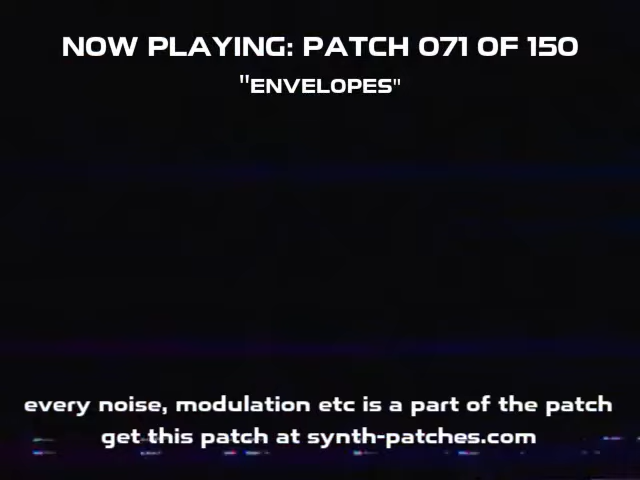 NOW PLAYING: PATCH 071 OF 150
"ENVELOPES"
every noise, modulation etc is a part of the patch
get this patch at synth-patches.com